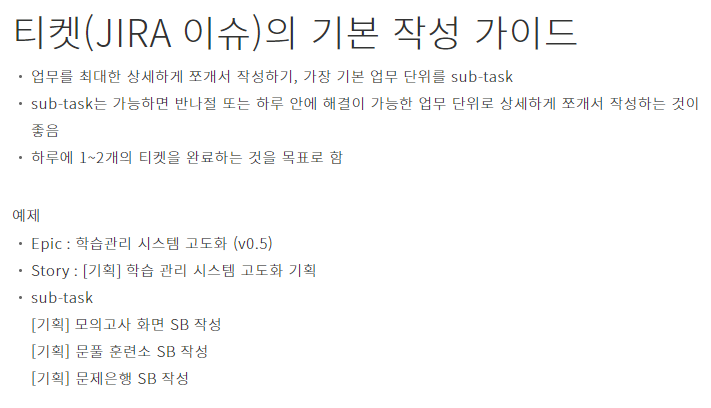 티켓(JIRA 이슈)의 기본 작성 가이드
• 업무를 최대한 상세하게 쪼개서 작성하기, 가장 기본 업무 단위를 sub-task
• sub-task는 가능하면 반나절 또는 하루 안에 해결이 가능한 업무 단위로 상세하게 쪼개서 작성하는 것이
좋음
• 하루에 1~2개의 티켓을 완료하는 것을 목표로 함
예제
• Epic : 학습관리 시스템 고도화 (v0.5)
• Story : [기획] 학습 관리 시스템 고도화 기획
• sub-task
[기획] 모의고사 화면 SB 작성
[기획] 문풀 훈련소 SB 작성
[기획] 문제은행 SB 작성